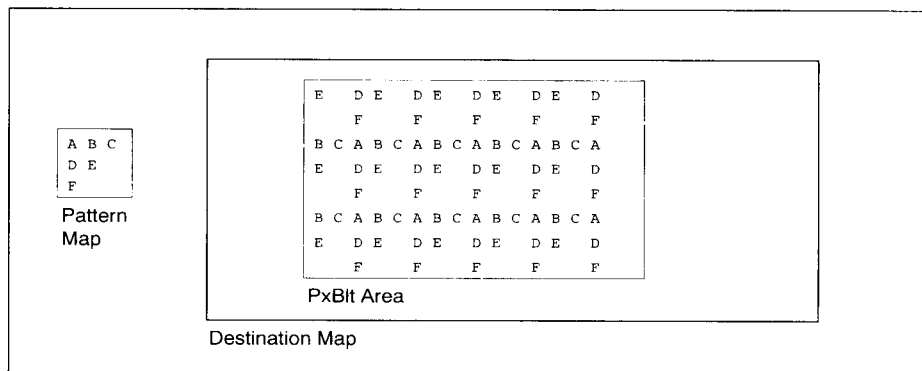 A B C
D E
F
Pattern
Map
E D E D E D E D E D
F F F F F
B C A B C A B C A B C A B C A
E D E D E D E D E D
F F F F F
B C A B C A B C A B C A B C A
E D E D E D E D E D
F F F F F
PxBlt Area
Destination Map